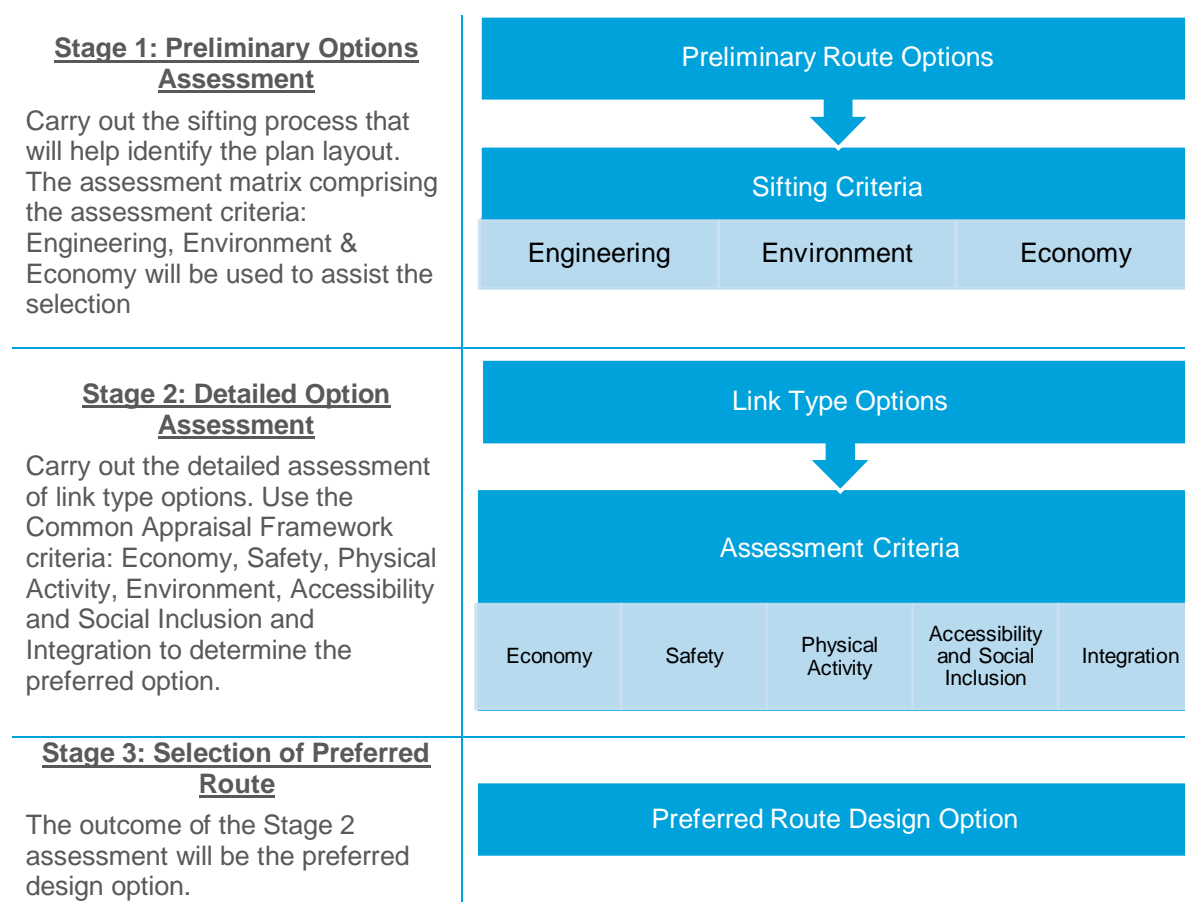 Stage 1: Preliminary Options
Assessment
Carry out the sifting process that
will help identify the plan layout.
The assessment matrix comprising
the assessment criteria:
Engineering, Environment &
Economy will be used to assist the
selection
Preliminary Route Options
Sifting Criteria
Engineering
Environment
Economy
Stage 2: Detailed Option
Assessment
Carry out the detailed assessment
of link type options. Use the
Common Appraisal Framework
criteria: Economy, Safety, Physical
Activity, Environment, Accessibility
and Social Inclusion and
Integration to determine the
preferred option.
Link Type Options
Assessment Criteria
Economy
Safety
Physical
Activity
Accessibility
and Social
Inclusion
Integration
Stage 3: Selection of Preferred
Route
The outcome of the Stage 2
assessment will be the preferred
design option.
Preferred Route Design Option